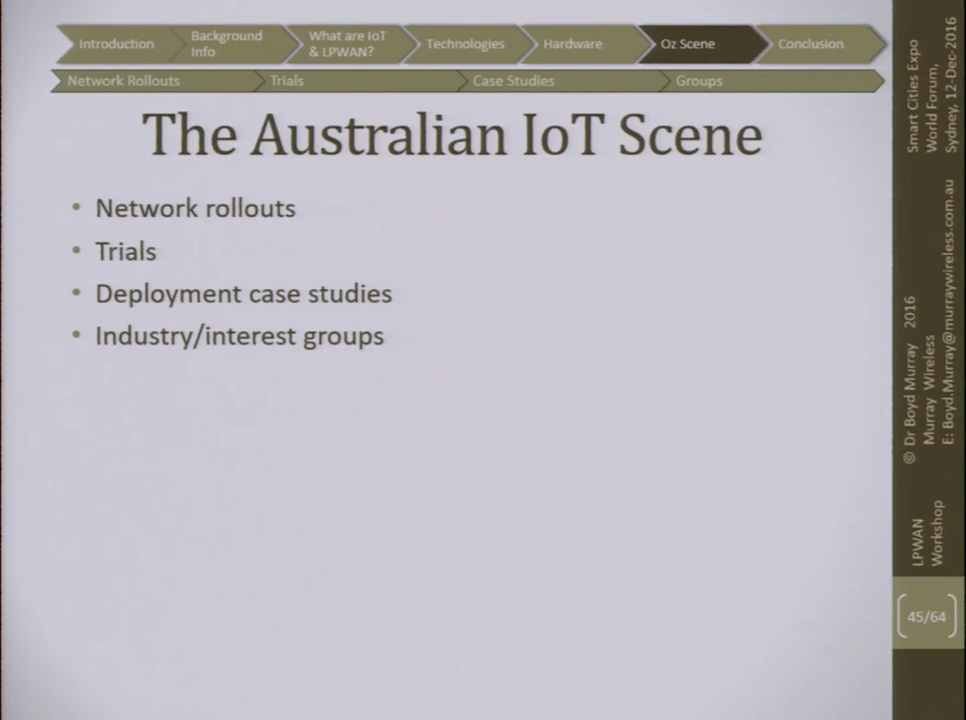 Introduction
Background
Info
What are IoT
& LPWAN?
Technologies
Hardware
Oz Scene
Conclusion
Network Rollouts
Trials
Case Studies
Groups
The Australian IoT Scene
• Network rollouts
• Trials
• Deployment case studies
• Industry/interest groups
Smart Cities Expo
World Forum,
Sydney, 12-Dec-2016
© Dr Boyd Murray 2016
Murray Wireless
E: Boyd.Murray@murraywireless.com.au
LPWAN
Workshop
45/64